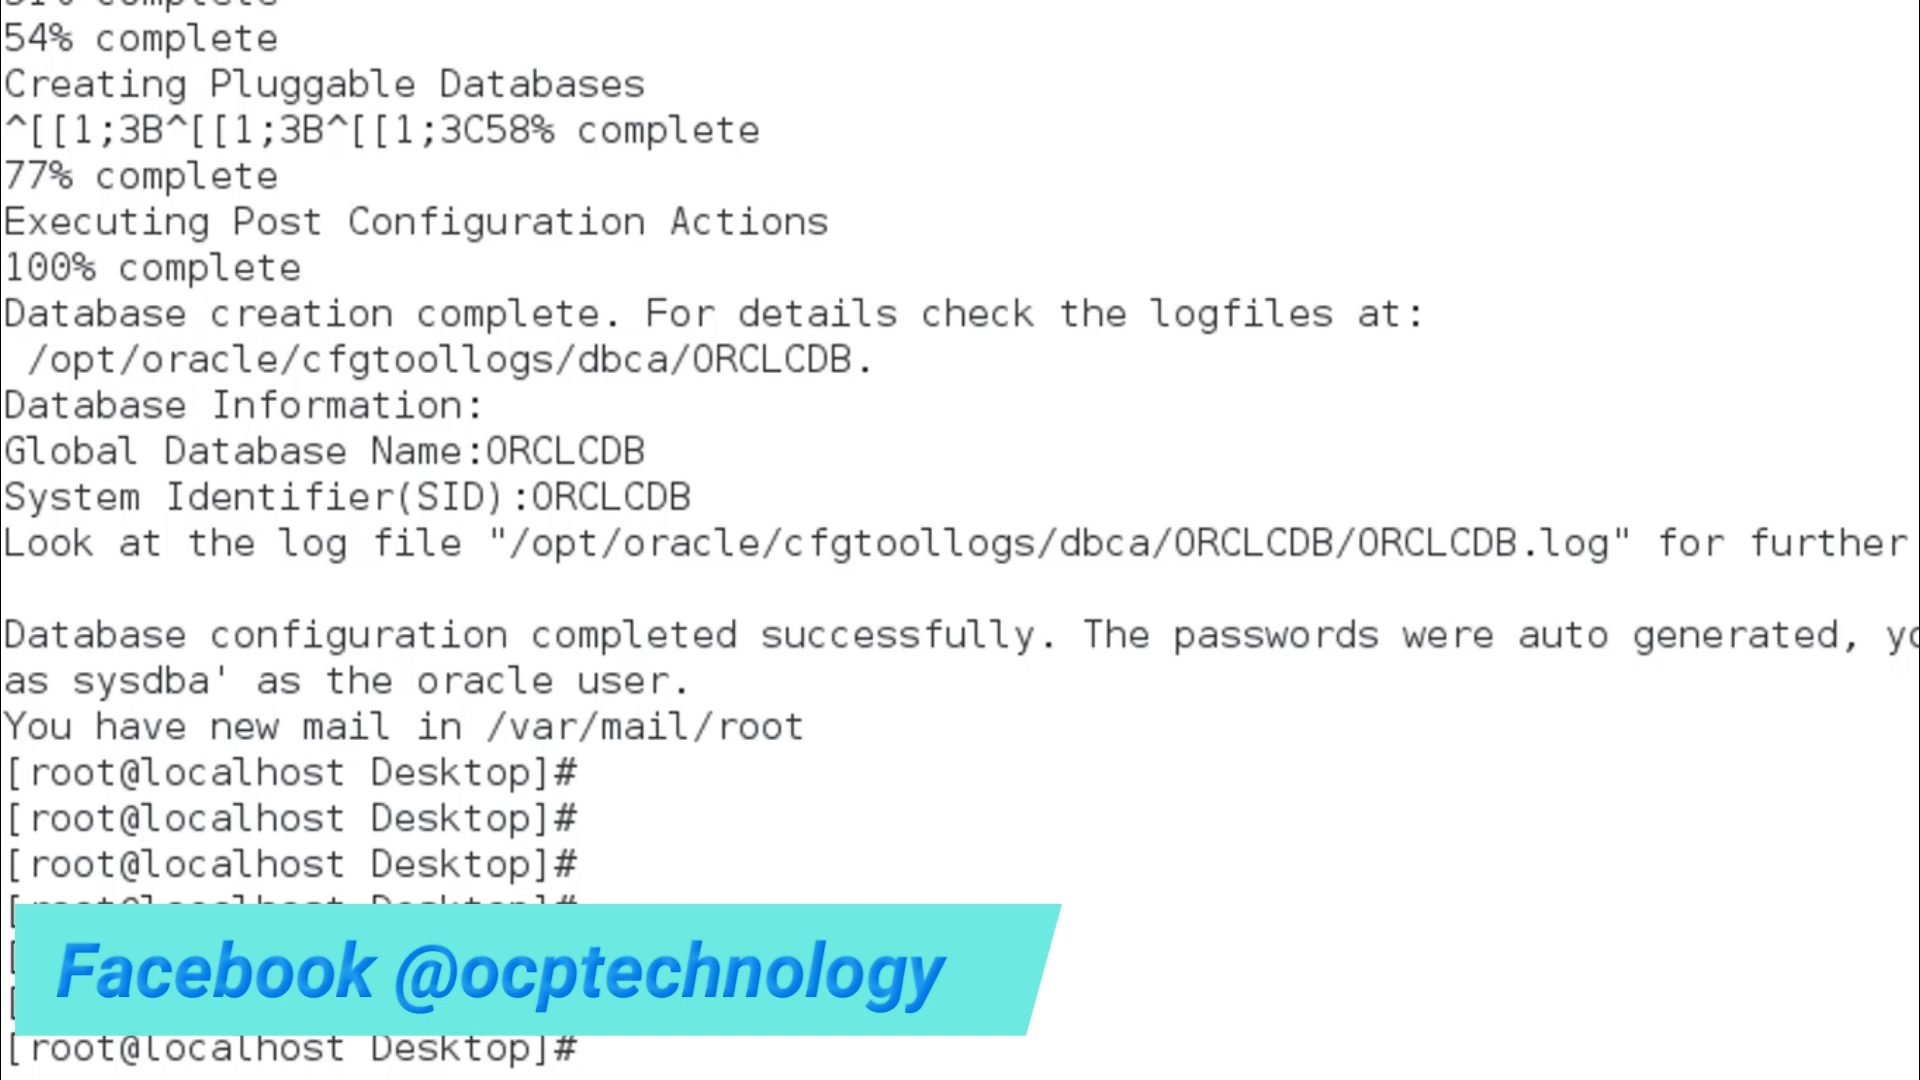 54% complete
Creating Pluggable Databases
^[[1;3B^[[1;3B^[[1;3C58% complete
77% complete
Executing Post Configuration Actions
100% complete
Database creation complete. For details check the logfiles at:
 /opt/oracle/cfgtoollogs/dbca/ORCLCDB.
Database Information:
Global Database Name:ORCLCDB
System Identifier(SID):ORCLCDB
Look at the log file "/opt/oracle/cfgtoollogs/dbca/ORCLCDB/ORCLCDB.log" for further

Database configuration completed successfully. The passwords were auto generated,
as sysdba' as the oracle user.
You have new mail in /var/mail/root
[root@localhost Desktop]#
[root@localhost Desktop]#
[root@localhost Desktop]#
Facebook @ocptechnology
[root@localhost Desktop]#